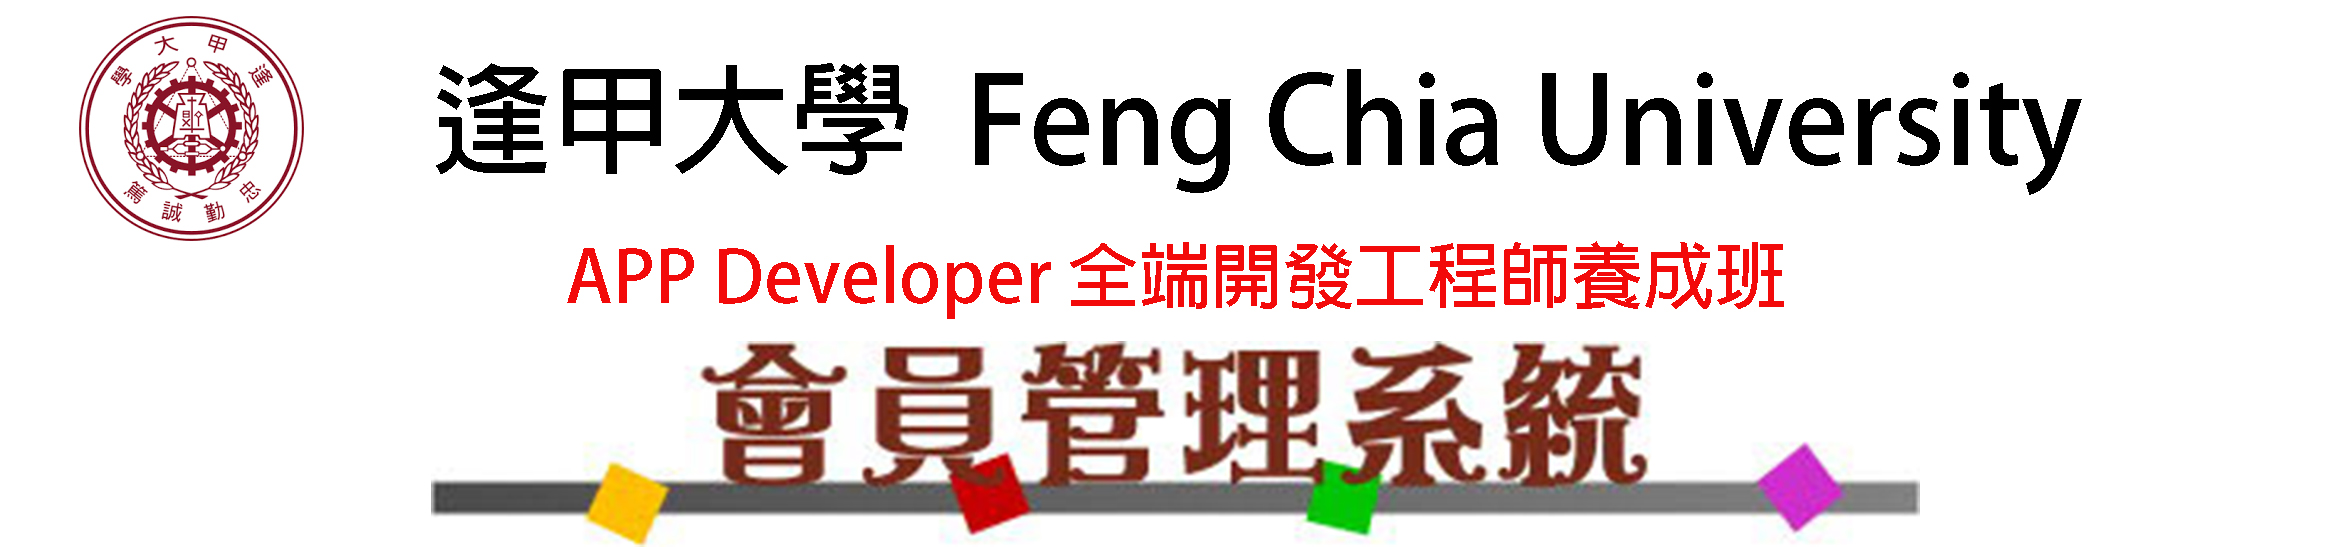 逢甲大學
忠勤誠篤
逢甲大學 Feng Chia University
APP Developer 全端開發工程師養成班
會員管理系統